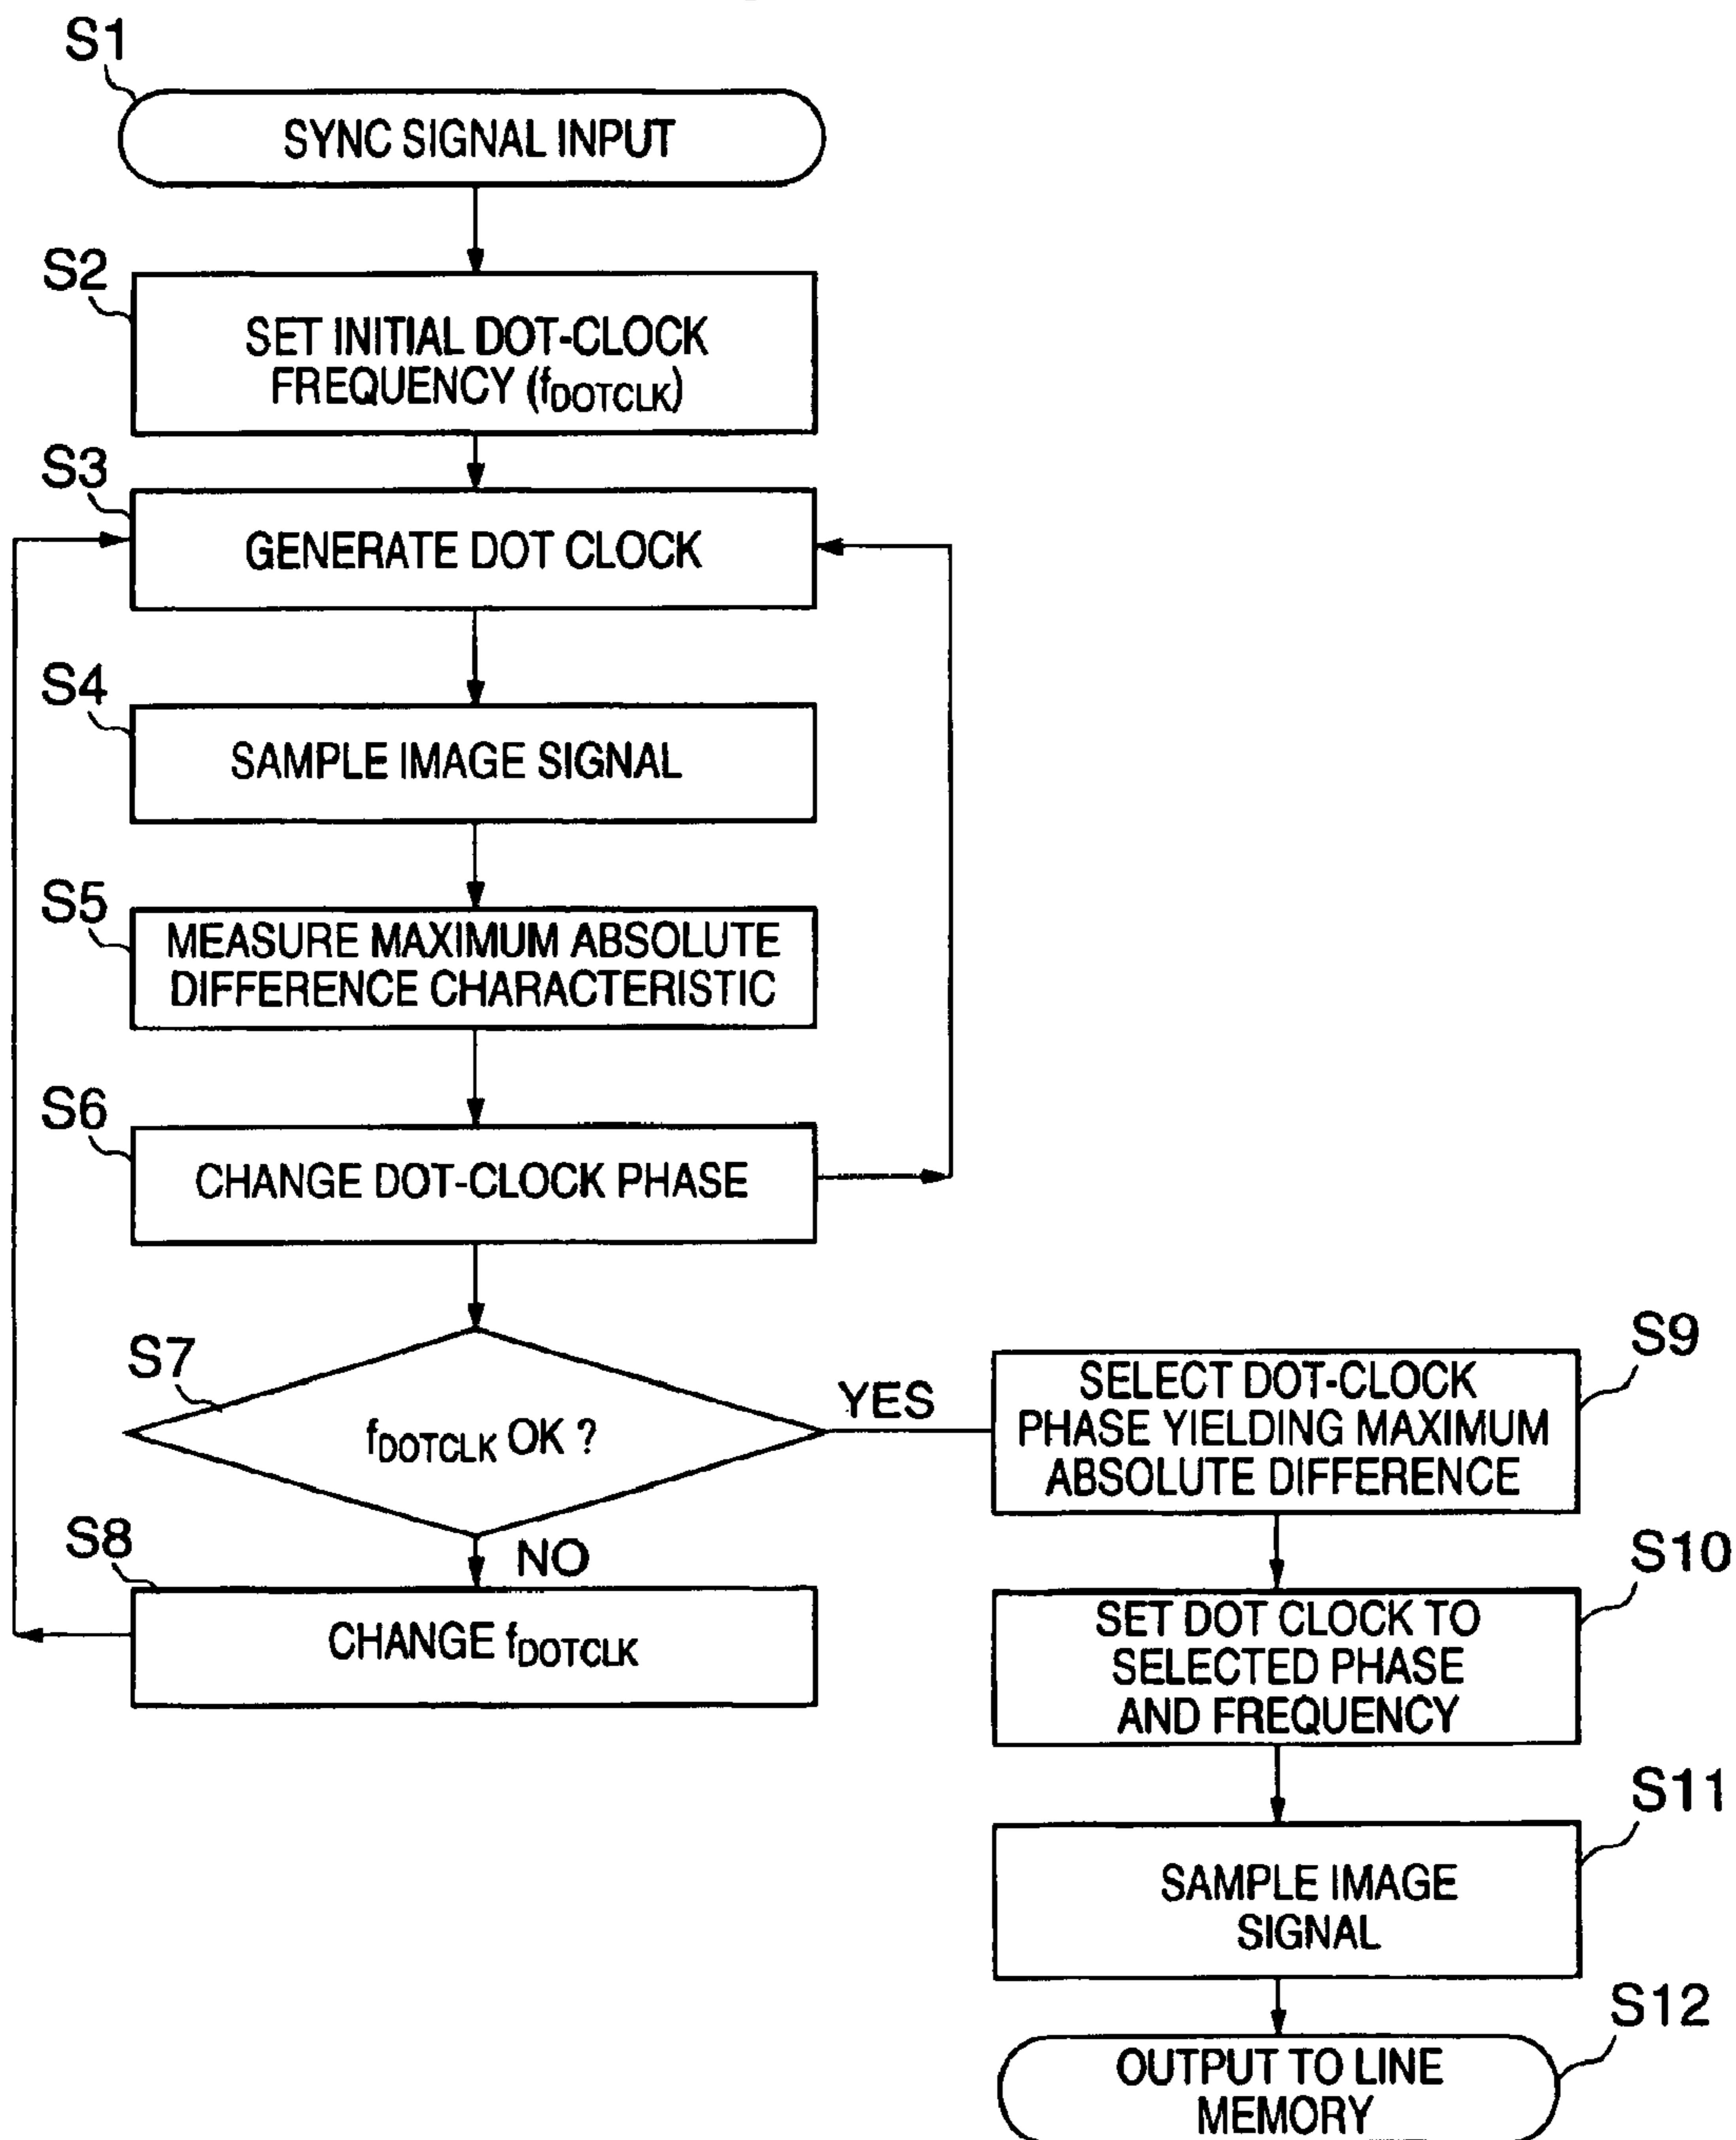 S1
SYNC SIGNAL INPUT
S2
SET INITIAL DOT-CLOCK
FREQUENCY (fDOTCLK)
S3
GENERATE DOT CLOCK
S4
SAMPLE IMAGE SIGNAL
S5
MEASURE MAXIMUM ABSOLUTE
DIFFERENCE CHARACTERISTIC
S6
CHANGE DOT-CLOCK PHASE
S7
fDOTCLK OK ?
YES
NO
S8
CHANGE fDOTCLK
S9
SELECT DOT-CLOCK
PHASE YIELDING MAXIMUM
ABSOLUTE DIFFERENCE
S10
SET DOT CLOCK TO
SELECTED PHASE
AND FREQUENCY
S11
SAMPLE IMAGE
SIGNAL
S12
OUTPUT TO LINE
MEMORY